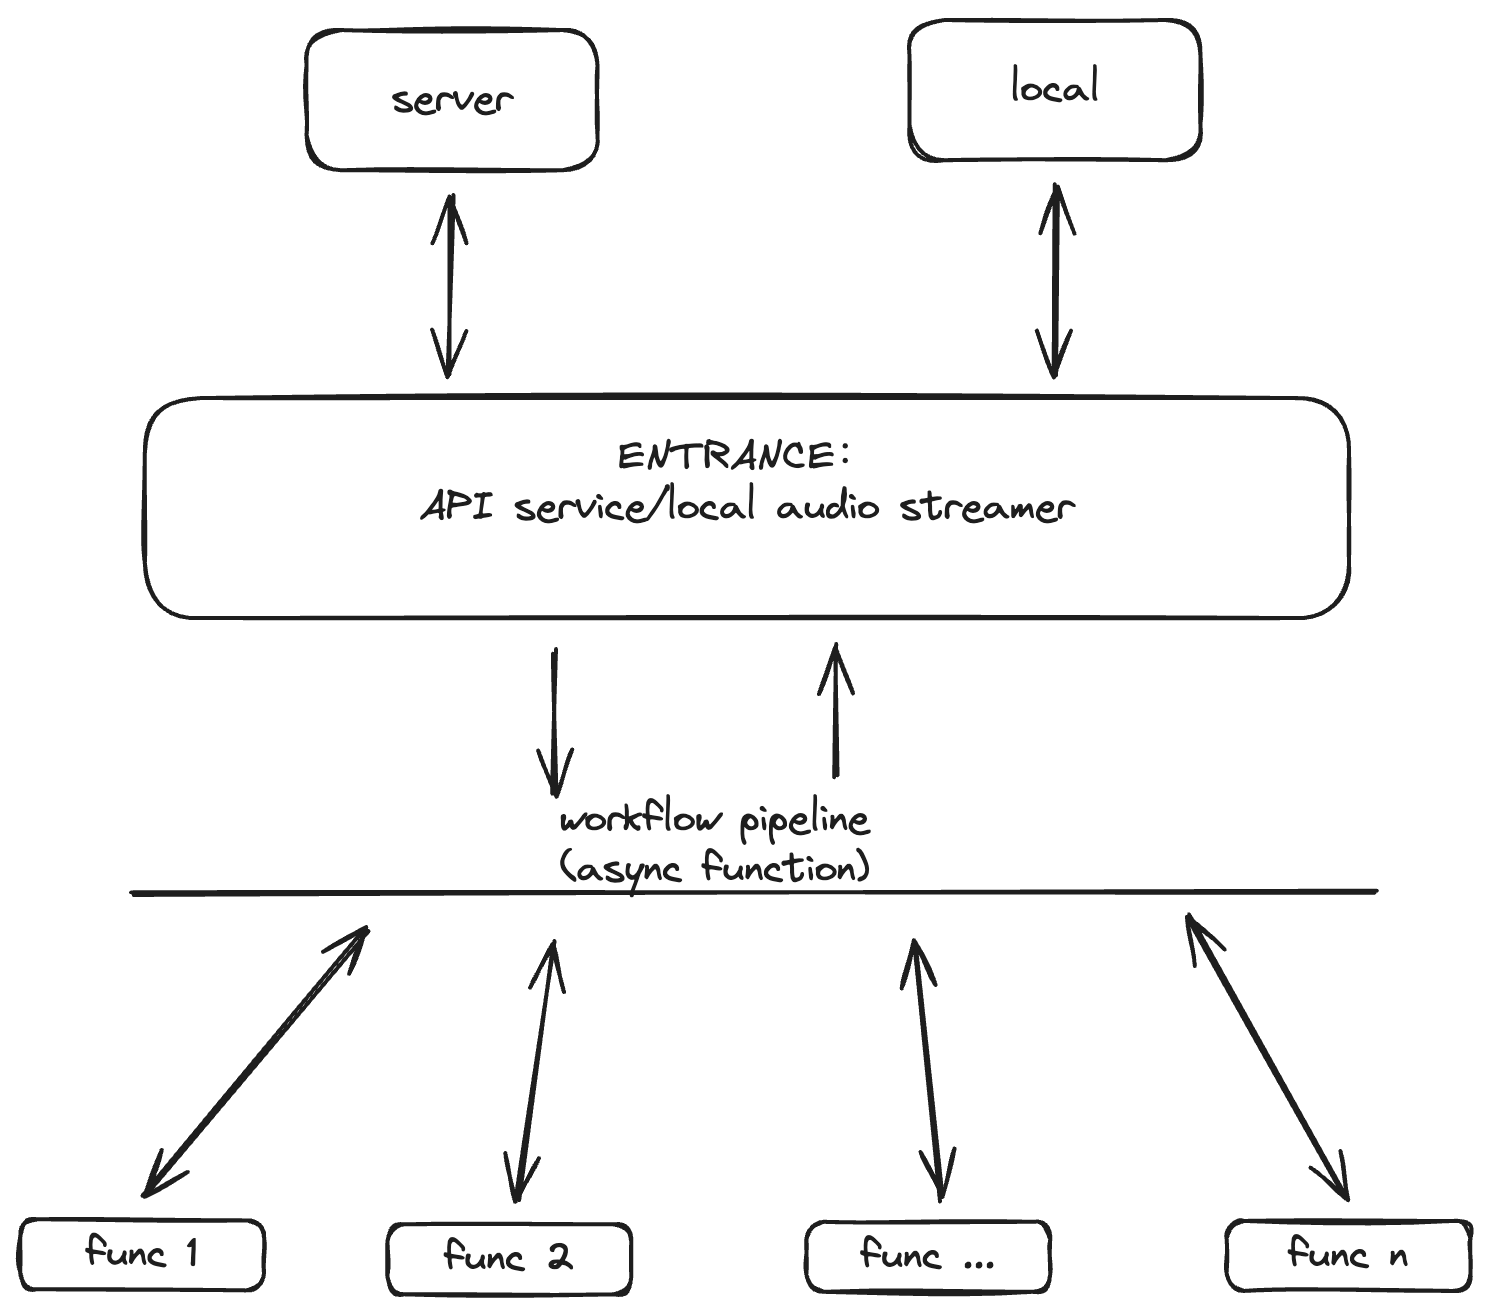 server
local
ENTRANCE:
API service/local audio streamer
workflow pipeline
(async function)
func 1
func 2
func ...
func n